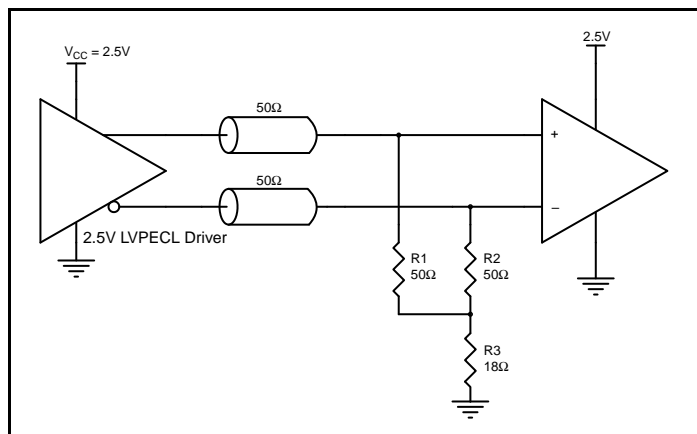 V_CC = 2.5V
2.5V
50Ω
+
50Ω
–
2.5V LVPECL Driver
R1
50Ω
R2
50Ω
R3
18Ω